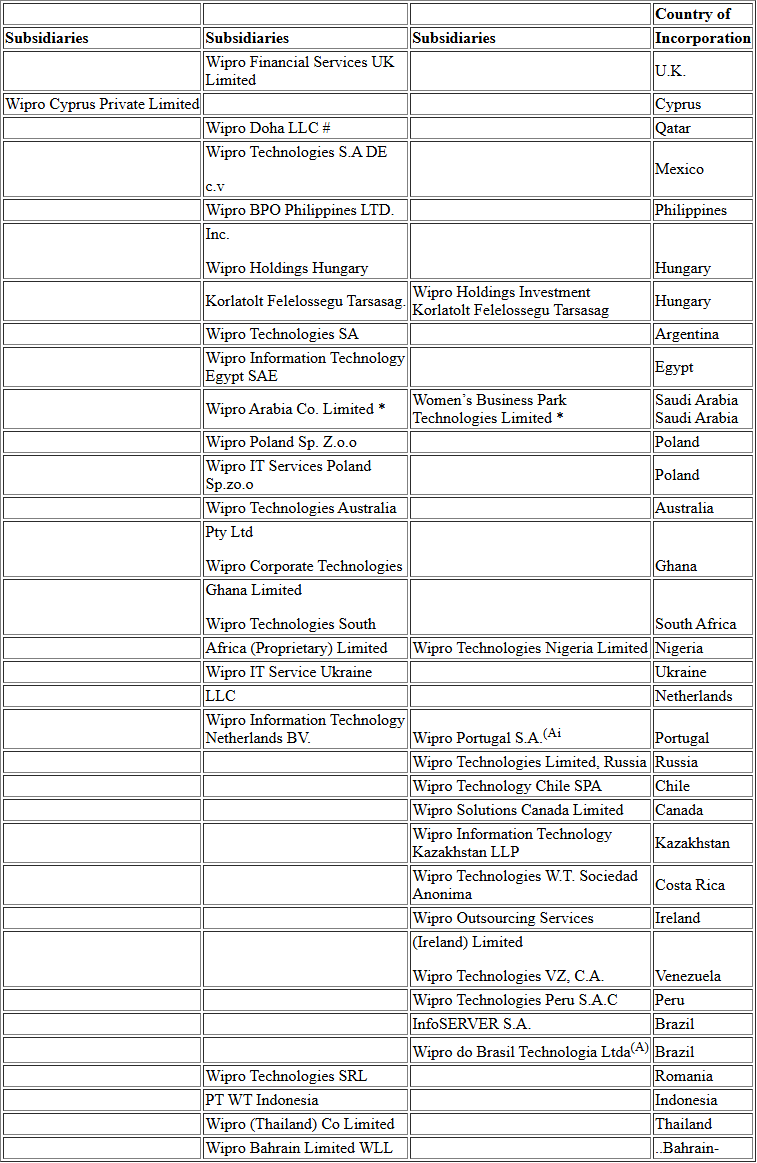 Country of
Subsidiaries Subsidiaries Subsidiaries Incorporation
Wipro Financial Services UK
Limited
U.K.
Wipro Cyprus Private Limited Cyprus
Wipro Doha LLC # Qatar
Wipro Technologies S.A DE
c.v
Mexico
Wipro BPO Philippines LTD. Philippines
Inc.
Wipro Holdings Hungary Hungary
Korlatolt Felelossegu Tarsasag.
Wipro Holdings Investment
Korlatolt Felelossegu Tarsasag
Hungary
Wipro Technologies SA Argentina
Wipro Information Technology
Egypt SAE
Egypt
Wipro Arabia Co. Limited *
Women’s Business Park
Technologies Limited *
Saudi Arabia
Saudi Arabia
Wipro Poland Sp. Z.o.o Poland
Wipro IT Services Poland
Sp.zo.o
Poland
Wipro Technologies Australia Australia
Pty Ltd
Wipro Corporate Technologies Ghana
Ghana Limited
Wipro Technologies South South Africa
Africa (Proprietary) Limited Wipro Technologies Nigeria Limited Nigeria
Wipro IT Service Ukraine Ukraine
LLC Netherlands
Wipro Information Technology
Netherlands BV. Wipro Portugal S.A.(Ai Portugal
Wipro Technologies Limited, Russia Russia
Wipro Technology Chile SPA Chile
Wipro Solutions Canada Limited Canada
Wipro Information Technology
Kazakhstan LLP
Kazakhstan
Wipro Technologies W.T. Sociedad
Anonima
Costa Rica
Wipro Outsourcing Services Ireland
(Ireland) Limited
Wipro Technologies VZ, C.A. Venezuela
Wipro Technologies Peru S.A.C Peru
InfoSERVER S.A. Brazil
Wipro do Brasil Technologia Ltda(A) Brazil
Wipro Technologies SRL Romania
PT WT Indonesia Indonesia
Wipro (Thailand) Co Limited Thailand
Wipro Bahrain Limited WLL ..Bahrain-